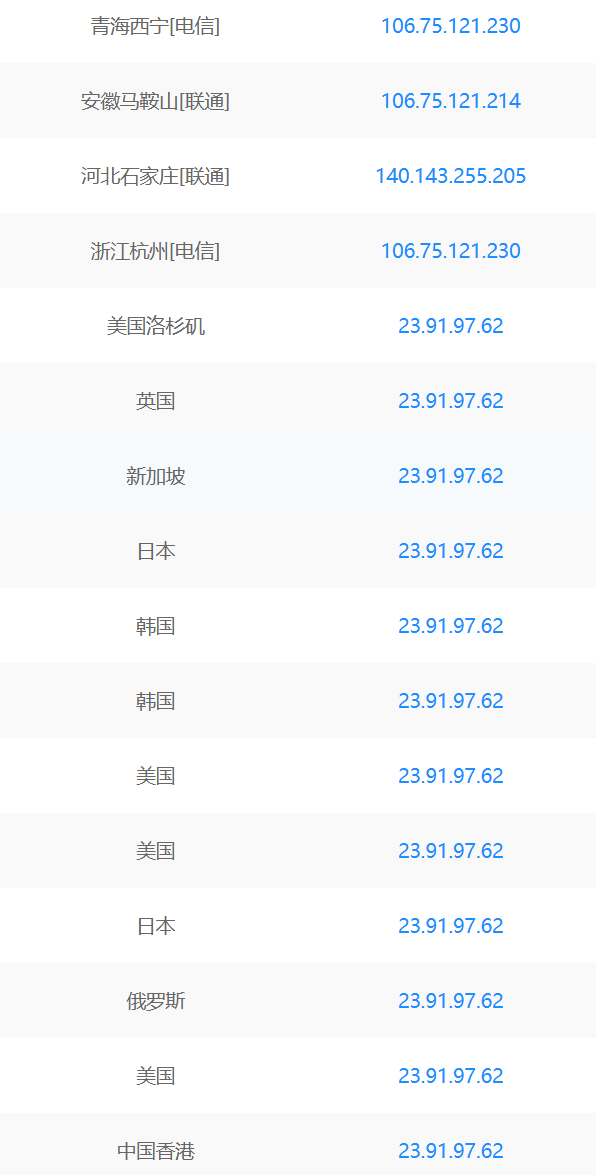 青海西宁[电信] 106.75.121.230
安徽马鞍山[联通] 106.75.121.214
河北石家庄[联通] 140.143.255.205
浙江杭州[电信] 106.75.121.230
美国洛杉矶 23.91.97.62
英国 23.91.97.62
新加坡 23.91.97.62
日本 23.91.97.62
韩国 23.91.97.62
韩国 23.91.97.62
美国 23.91.97.62
美国 23.91.97.62
日本 23.91.97.62
俄罗斯 23.91.97.62
美国 23.91.97.62
中国香港 23.91.97.62